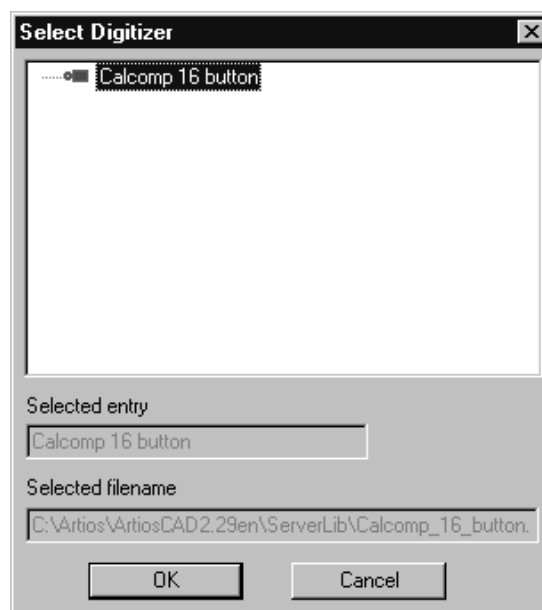 Select Digitizer
Calcomp 16 button
Selected entry
Calcomp 16 button
Selected filename
C:\Artios\ArtiosCAD2.29en\ServerLib\Calcomp_16_button.
OK
Cancel